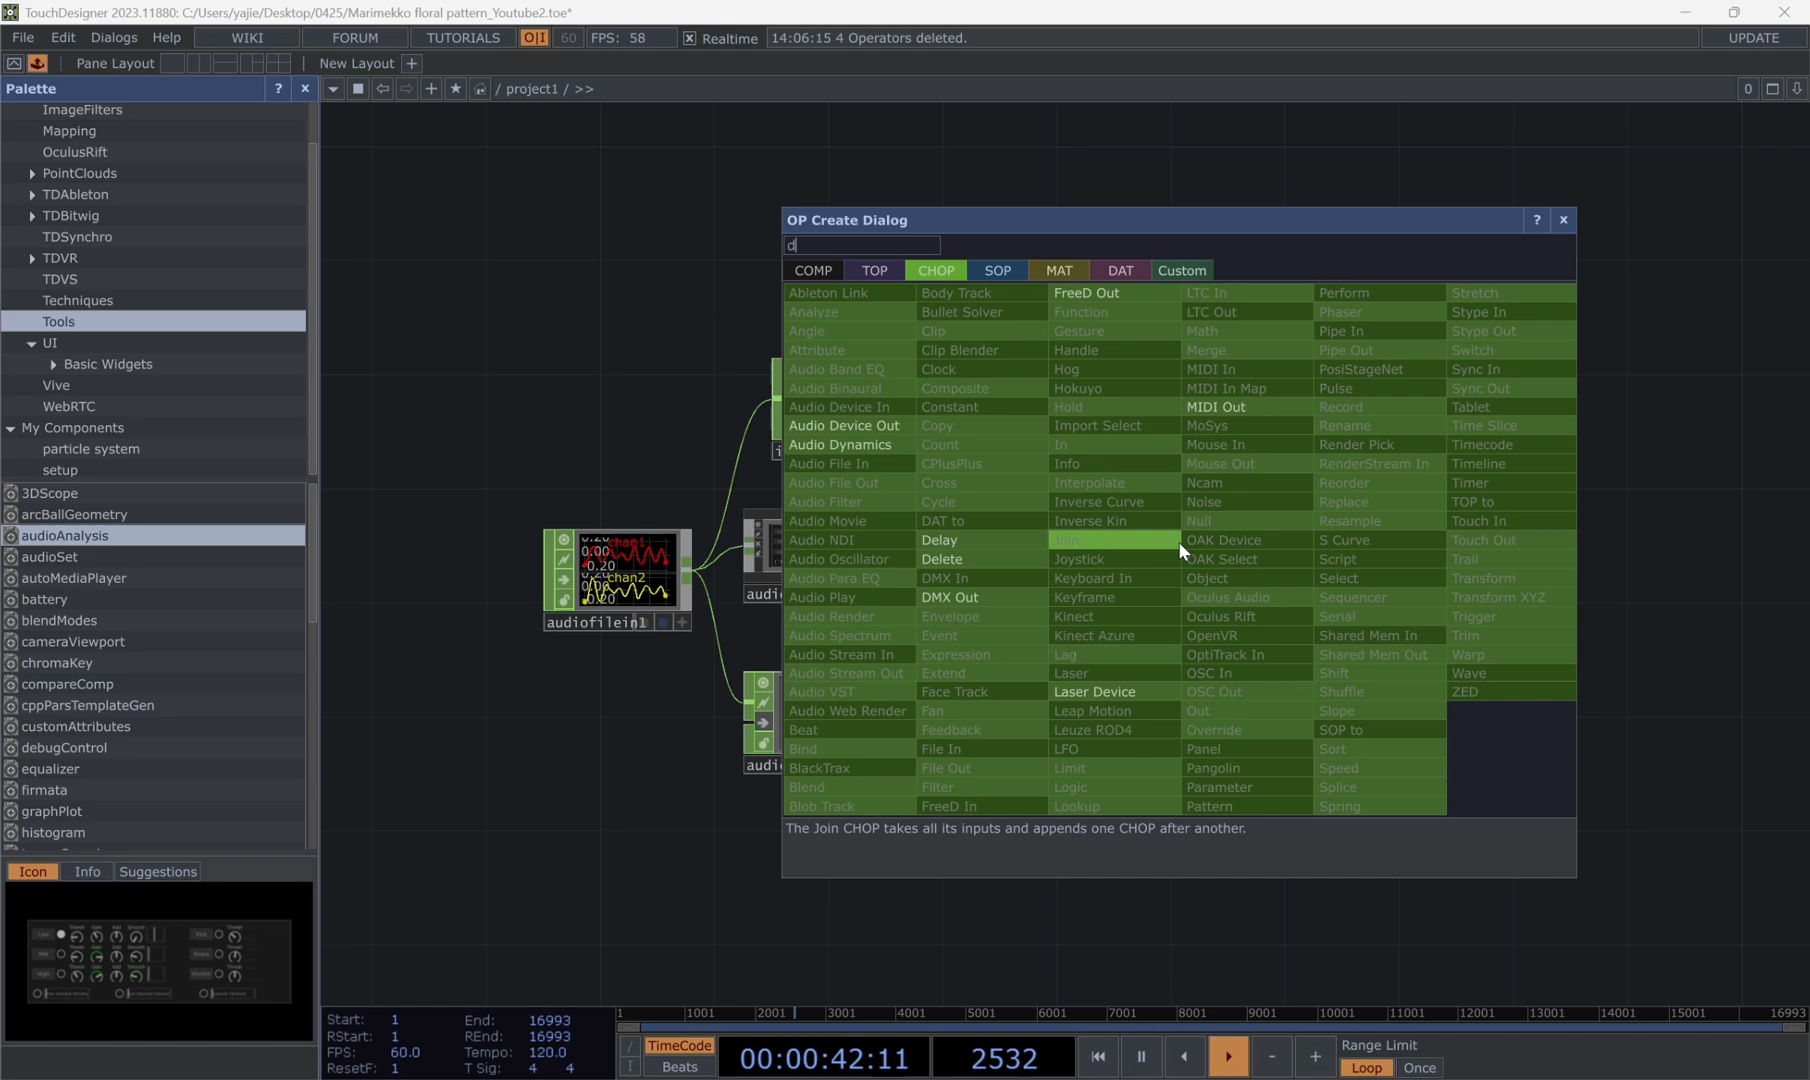 TouchDesigner 2023.11880: C:/Users/yajie/Desktop/0425/Marimekko floral pattern_Youtube2.toe*
File Edit Dialogs Help WIKI FORUM TUTORIALS O|I 60 FPS: 58 Realtime 14:06:15 4 Operators deleted. UPDATE
Pane Layout New Layout +
Palette ? x
/ project1 / >> 0
ImageFilters
Mapping
OculusRift
PointClouds
TDAbleton
TDBitwig
TDSynchro
TDVR
TDVS
Techniques
Tools
UI
Basic Widgets
Vive
WebRTC
My Components
particle system
setup
3DScope
arcBallGeometry
audioAnalysis
audioSet
autoMediaPlayer
battery
blendModes
cameraViewport
chromaKey
compareComp
cppParsTemplateGen
customAttributes
debugControl
equalizer
firmata
graphPlot
histogram
Icon Info Suggestions
chan1
0.00
0.20
chan2
audiofilein1
audi
audi
OP Create Dialog ? x
d
COMP TOP CHOP SOP MAT DAT Custom
Ableton Link Body Track FreeD Out LTC In Perform Stretch
Analyze Bullet Solver Function LTC Out Phaser Stype In
Angle Clip Gesture Math Pipe In Stype Out
Attribute Clip Blender Handle Merge Pipe Out Switch
Audio Band EQ Clock Hog MIDI In PosiStageNet Sync In
Audio Binaural Composite Hokuyo MIDI In Map Pulse Sync Out
Audio Device In Constant Hold MIDI Out Record Tablet
Audio Device Out Copy Import Select MoSys Rename Time Slice
Audio Dynamics Count In Mouse In Render Pick Timecode
Audio File In CPlusPlus Info Mouse Out RenderStream In Timeline
Audio File Out Cross Interpolate Ncam Reorder Timer
Audio Filter Cycle Inverse Curve Noise Replace TOP to
Audio Movie DAT to Inverse Kin Null Resample Touch In
Audio NDI Delay Join OAK Device S Curve Touch Out
Audio Oscillator Delete Joystick OAK Select Script Trail
Audio Para EQ DMX In Keyboard In Object Select Transform
Audio Play DMX Out Keyframe Oculus Audio Sequencer Transform XYZ
Audio Render Envelope Kinect Oculus Rift Serial Trigger
Audio Spectrum Event Kinect Azure OpenVR Shared Mem In Trim
Audio Stream In Expression Lag OptiTrack In Shared Mem Out Warp
Audio Stream Out Extend Laser OSC In Shift Wave
Audio VST Face Track Laser Device OSC Out Shuffle ZED
Audio Web Render Fan Leap Motion Out Slope
Beat Feedback Leuze ROD4 Override SOP to
Bind File In LFO Panel Sort
BlackTrax File Out Limit Pangolin Speed
Blend Filter Logic Parameter Splice
Blob Track FreeD In Lookup Pattern Spring
The Join CHOP takes all its inputs and appends one CHOP after another.
Start: 1 End: 16993
RStart: 1 REnd: 16993
FPS: 60.0 Tempo: 120.0
ResetF: 1 T Sig: 4 4
1 1001 2001 3001 4001 5001 6001 7001 8001 9001 10001 11001 12001 13001 14001 15001 16993
TimeCode
Beats
00:00:42:11 2532 - +
Range Limit
Loop Once